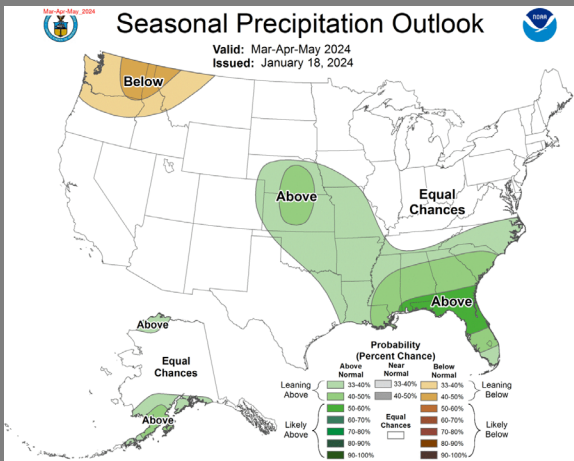 Mar-Apr-May, 2024
Seasonal Precipitation Outlook
NOAA
Valid: Mar-Apr-May 2024
Issued: January 18, 2024
Below
Above
Equal
Chances
Above
Above
Equal
Chances
Above
Probability
(Percent Chance)
Above Normal
Near Normal
Below Normal
Leaning Above
33-40%
33-40%
33-40%
Leaning Below
40-50%
40-50%
40-50%
Likely Above
50-60%
Equal Chances
50-60%
Likely Below
60-70%
60-70%
70-80%
70-80%
80-90%
80-90%
90-100%
90-100%